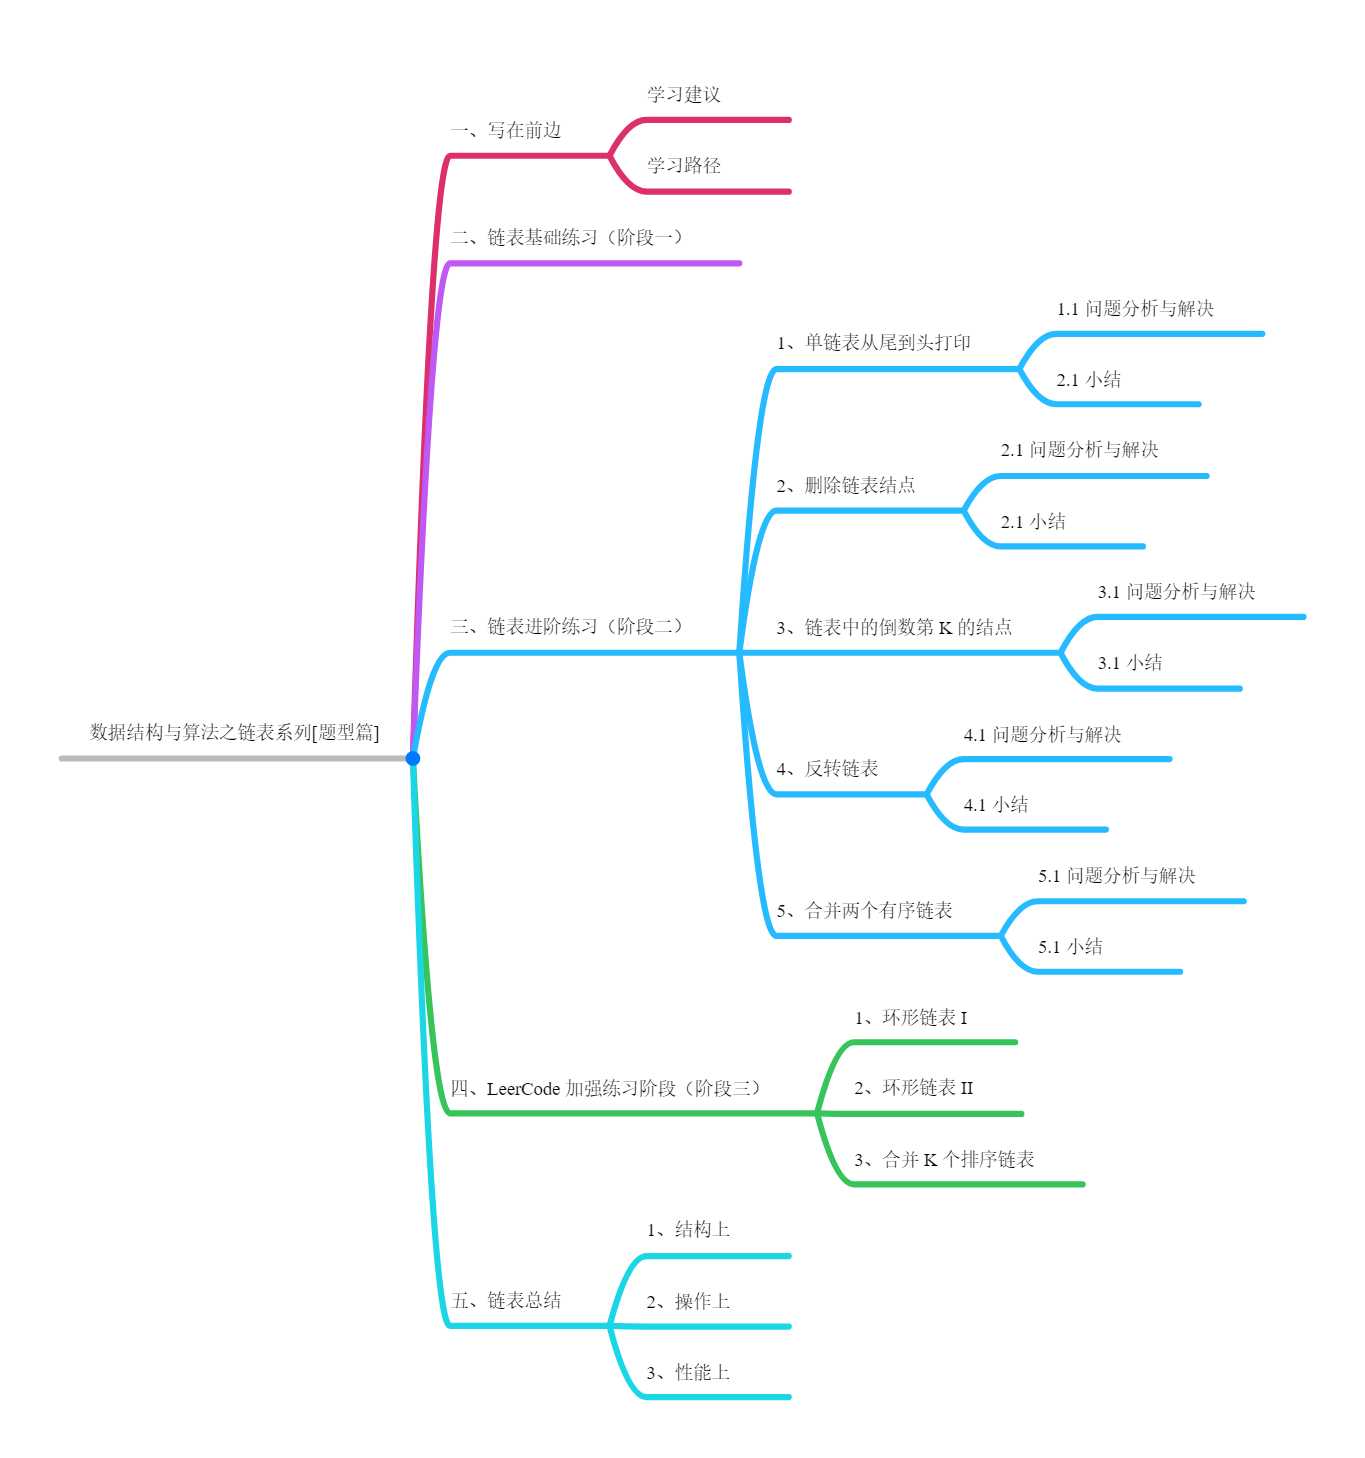 数据结构与算法之链表系列[题型篇]
一、写在前边
学习建议
学习路径
二、链表基础练习（阶段一）
三、链表进阶练习（阶段二）
1、单链表从尾到头打印
1.1 问题分析与解决
2.1 小结
2、删除链表结点
2.1 问题分析与解决
2.1 小结
3、链表中的倒数第 K 的结点
3.1 问题分析与解决
3.1 小结
4、反转链表
4.1 问题分析与解决
4.1 小结
5、合并两个有序链表
5.1 问题分析与解决
5.1 小结
四、LeerCode 加强练习阶段（阶段三）
1、环形链表 I
2、环形链表 II
3、合并 K 个排序链表
五、链表总结
1、结构上
2、操作上
3、性能上